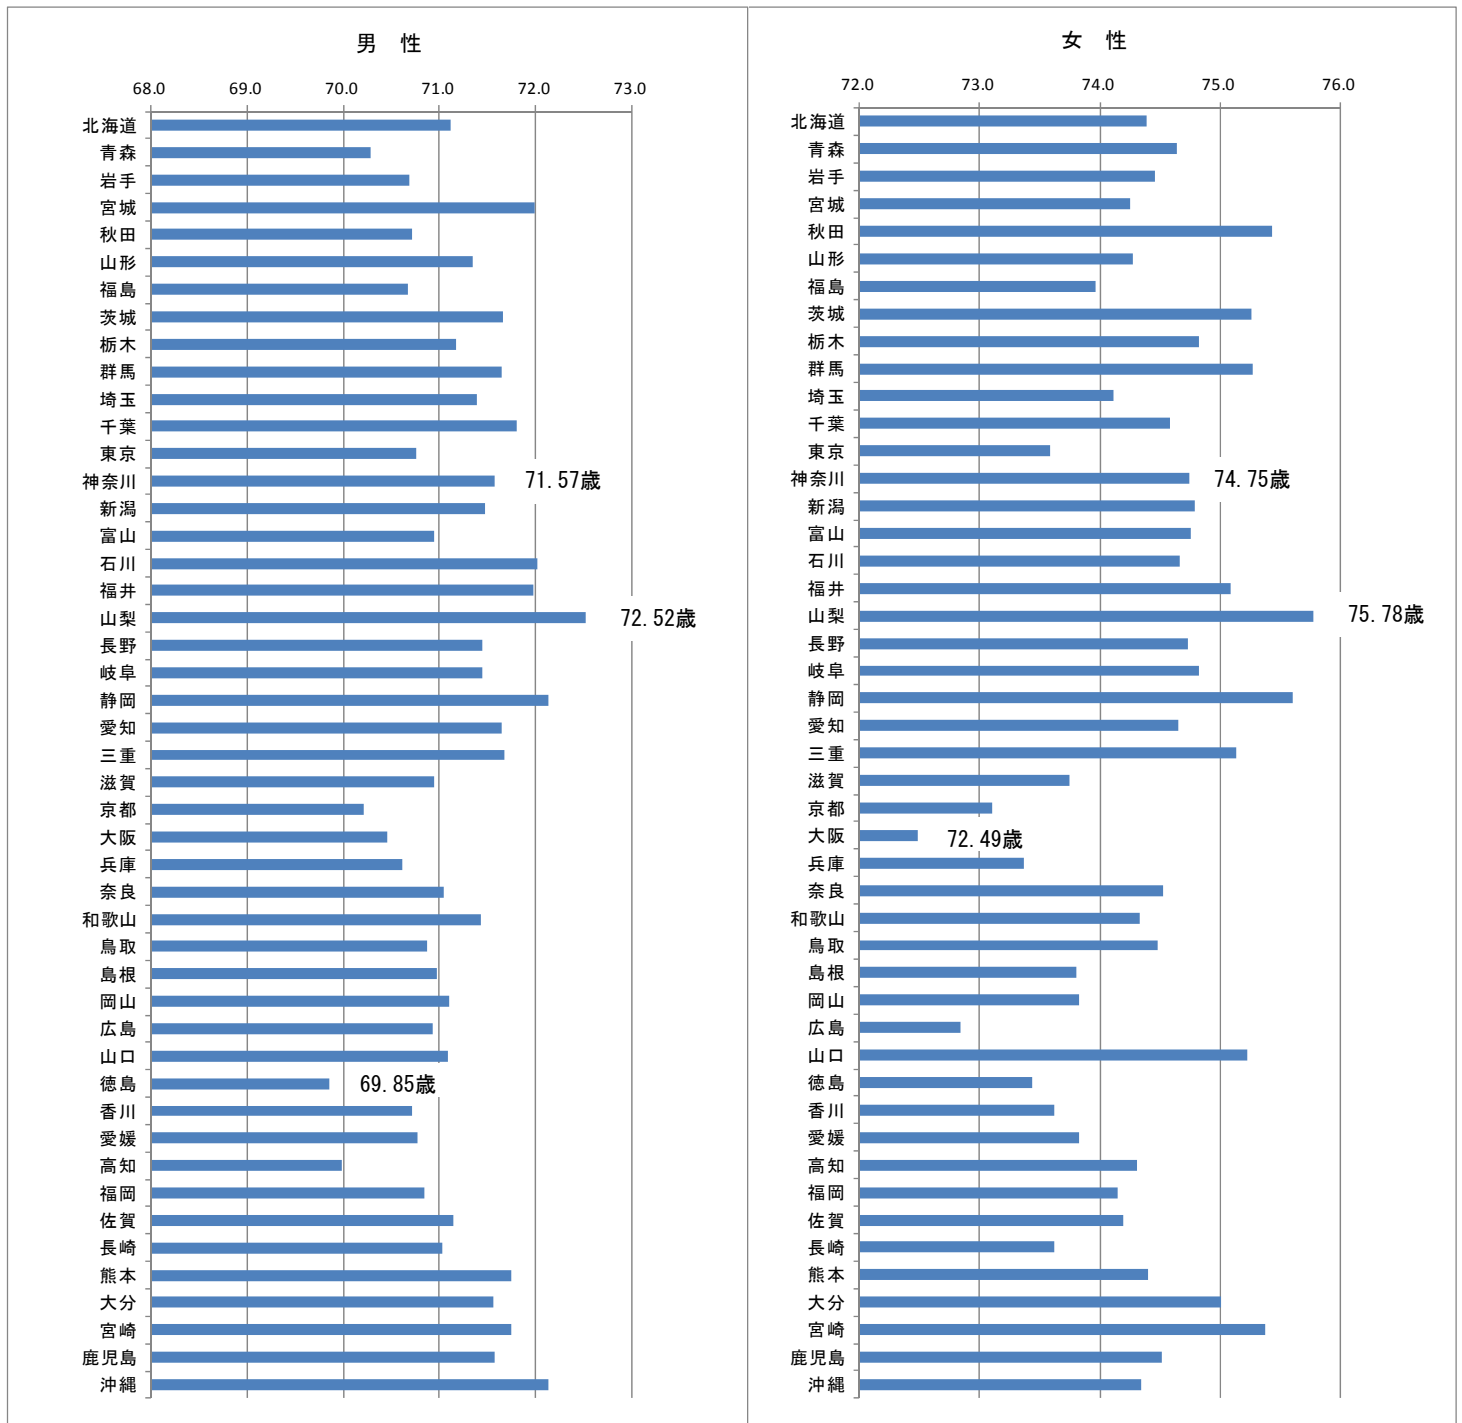 男 性
68.0 69.0 70.0 71.0 72.0 73.0
北海道
青森
岩手
宮城
秋田
山形
福島
茨城
栃木
群馬
埼玉
千葉
東京
神奈川 71.57歳
新潟
富山
石川
福井
山梨 72.52歳
長野
岐阜
静岡
愛知
三重
滋賀
京都
大阪
兵庫
奈良
和歌山
鳥取
島根
岡山
広島
山口
徳島 69.85歳
香川
愛媛
高知
福岡
佐賀
長崎
熊本
大分
宮崎
鹿児島
沖縄
女 性
72.0 73.0 74.0 75.0 76.0
北海道
青森
岩手
宮城
秋田
山形
福島
茨城
栃木
群馬
埼玉
千葉
東京
神奈川 74.75歳
新潟
富山
石川
福井
山梨 75.78歳
長野
岐阜
静岡
愛知
三重
滋賀
京都
大阪 72.49歳
兵庫
奈良
和歌山
鳥取
島根
岡山
広島
山口
徳島
香川
愛媛
高知
福岡
佐賀
長崎
熊本
大分
宮崎
鹿児島
沖縄